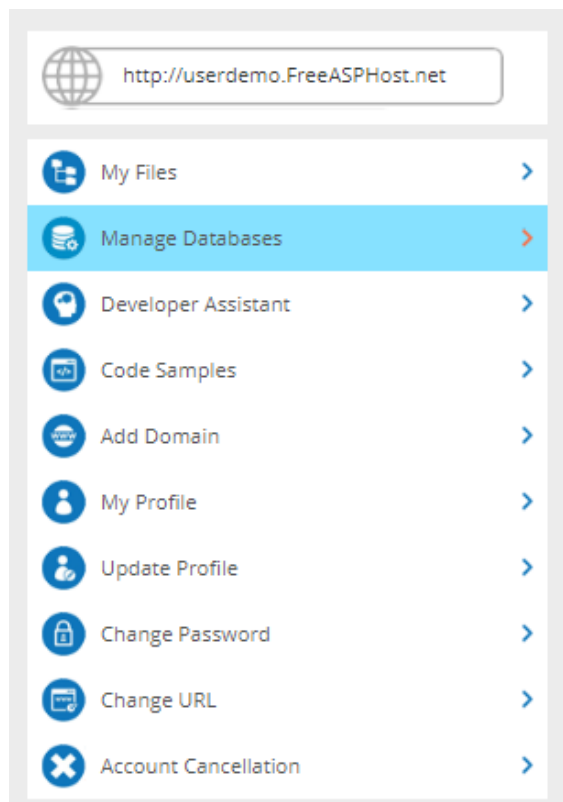 http://userdemo.FreeASPHost.net
My Files
Manage Databases
Developer Assistant
Code Samples
Add Domain
My Profile
Update Profile
Change Password
Change URL
Account Cancellation